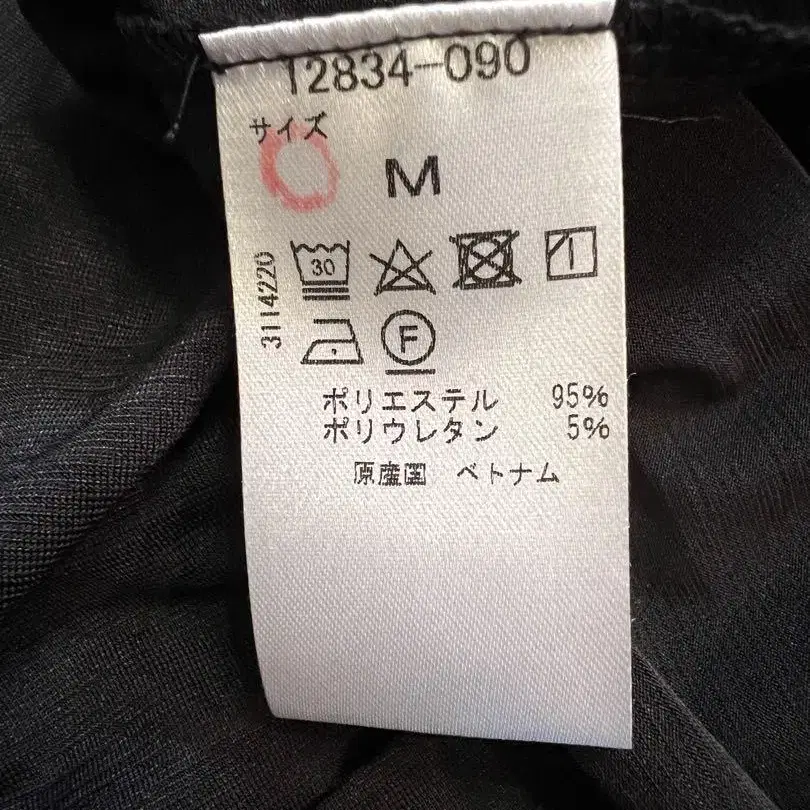 12834-090
サイズ
M
3114220
30
F
ポリエステル 95%
ポリウレタン 5%
原産国 ベトナム